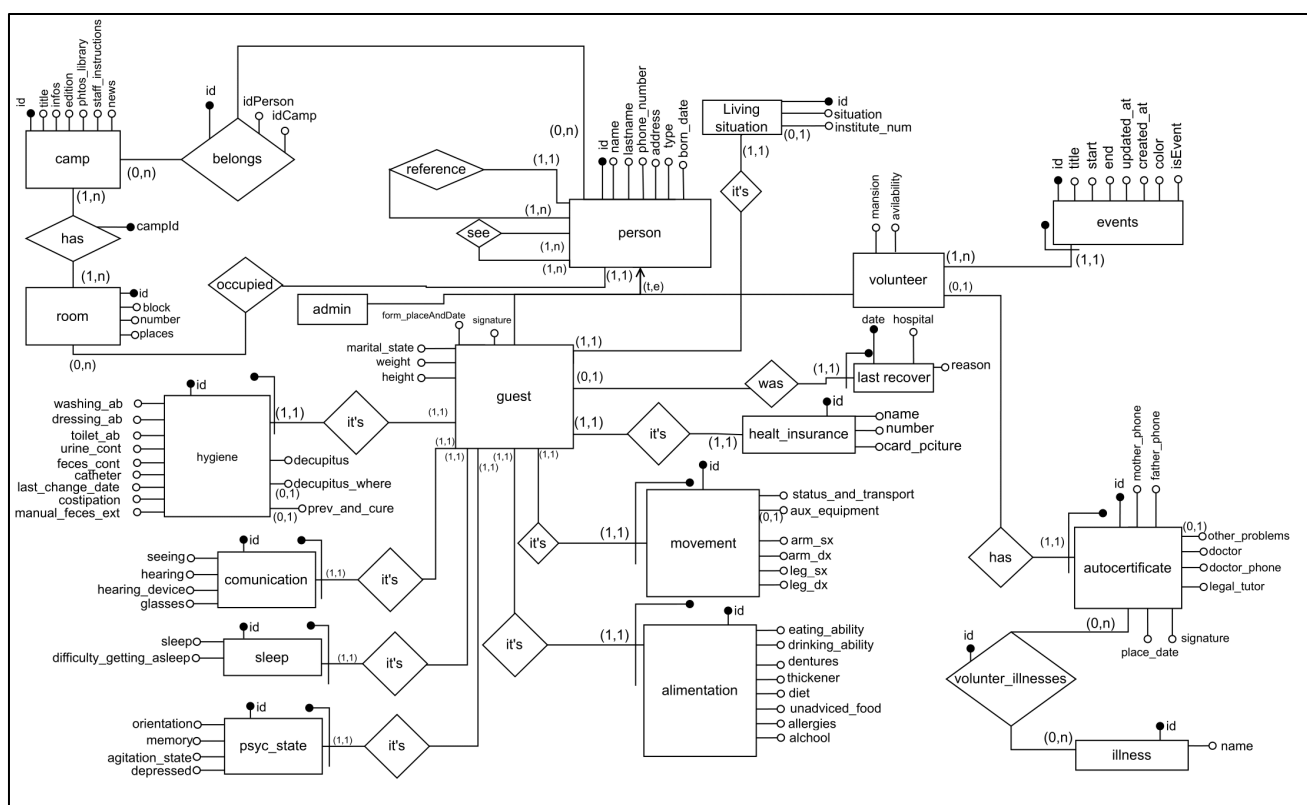 id
title
infos
edition
phtos_library
staff_instructions
news
camp
(0,n)
(1,n)
has
campId
(1,n)
room
id
block
number
places
(0,n)
id
idPerson
idCamp
belongs
(0,n)
reference
(1,1)
(1,n)
see
(1,n)
(1,n)
id
name
lastname
phone_number
address
type
born_date
person
(1,1)
(t,e)
occupied
admin
Living
situation
id
situation
institute_num
(0,1)
(1,1)
it's
(1,1)
mansion
avilability
volunteer
(1,n)
(0,1)
id
title
start
end
updated_at
created_at
color
isEvent
events
(1,1)
form_placeAndDate
signature
marital_state
weight
height
guest
(0,1)
was
(1,1)
date
hospital
last recover
reason
(1,1)
it's
(1,1)
id
healt_insurance
name
number
card_pciture
id
washing_ab
dressing_ab
toilet_ab
urine_cont
feces_cont
catheter
last_change_date
costipation
manual_feces_ext
hygiene
decupitus
decupitus_where
(0,1)
prev_and_cure
(0,1)
(1,1)
it's
(1,1)
(1,1)
(1,1)
(1,1)
(1,1)
(1,1)
id
seeing
hearing
hearing_device
glasses
comunication
(1,1)
it's
id
sleep
difficulty_getting_asleep
sleep
(1,1)
it's
id
orientation
memory
agitation_state
depressed
psyc_state
(1,1)
it's
it's
(1,1)
id
movement
status_and_transport
aux_equipment
(0,1)
arm_sx
arm_dx
leg_sx
leg_dx
it's
(1,1)
id
alimentation
eating_ability
drinking_ability
dentures
thickener
diet
unadviced_food
allergies
alchool
has
(1,1)
id
mother_phone
father_phone
autocertificate
(0,1)
other_problems
doctor
doctor_phone
legal_tutor
(0,n)
place_date
signature
id
volunter_illnesses
(0,n)
id
illness
name